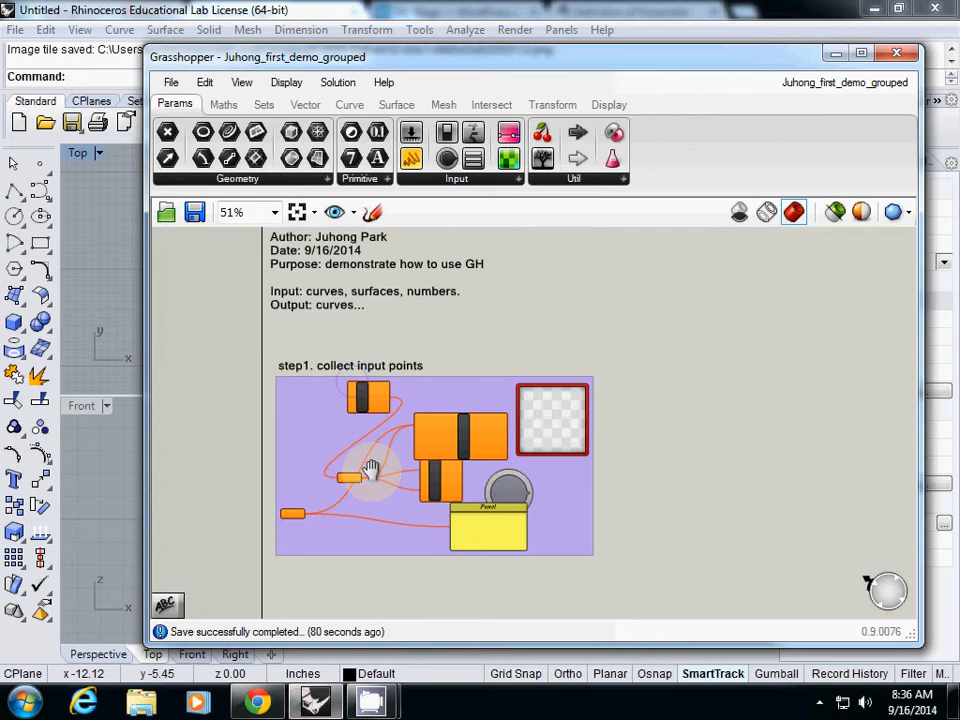 Untitled - Rhinoceros Educational Lab License (64-bit)
File Edit View Curve Surface Solid Mesh Dimension Transform Tools Analyze Render Panels Help
Image file saved: C:\Users
Command:
Standard CPlanes Set
Grasshopper - Juhong_first_demo_grouped
File Edit View Display Solution Help Juhong_first_demo_grouped
Params Maths Sets Vector Curve Surface Mesh Intersect Transform Display
Geometry Primitive Input Util
51%
Top
Author: Juhong Park
Date: 9/16/2014
Purpose: demonstrate how to use GH
Input: curves, surfaces, numbers.
Output: curves...
step1. collect input points
Panel
Front
ABC
Save successfully completed... (80 seconds ago) 0.9.0076
Perspective Top Front Right
CPlane x -12.12 y -5.45 z 0.00 Inches Default Grid Snap Ortho Planar Osnap SmartTrack Gumball Record History Filter M...
8:36 AM
9/16/2014